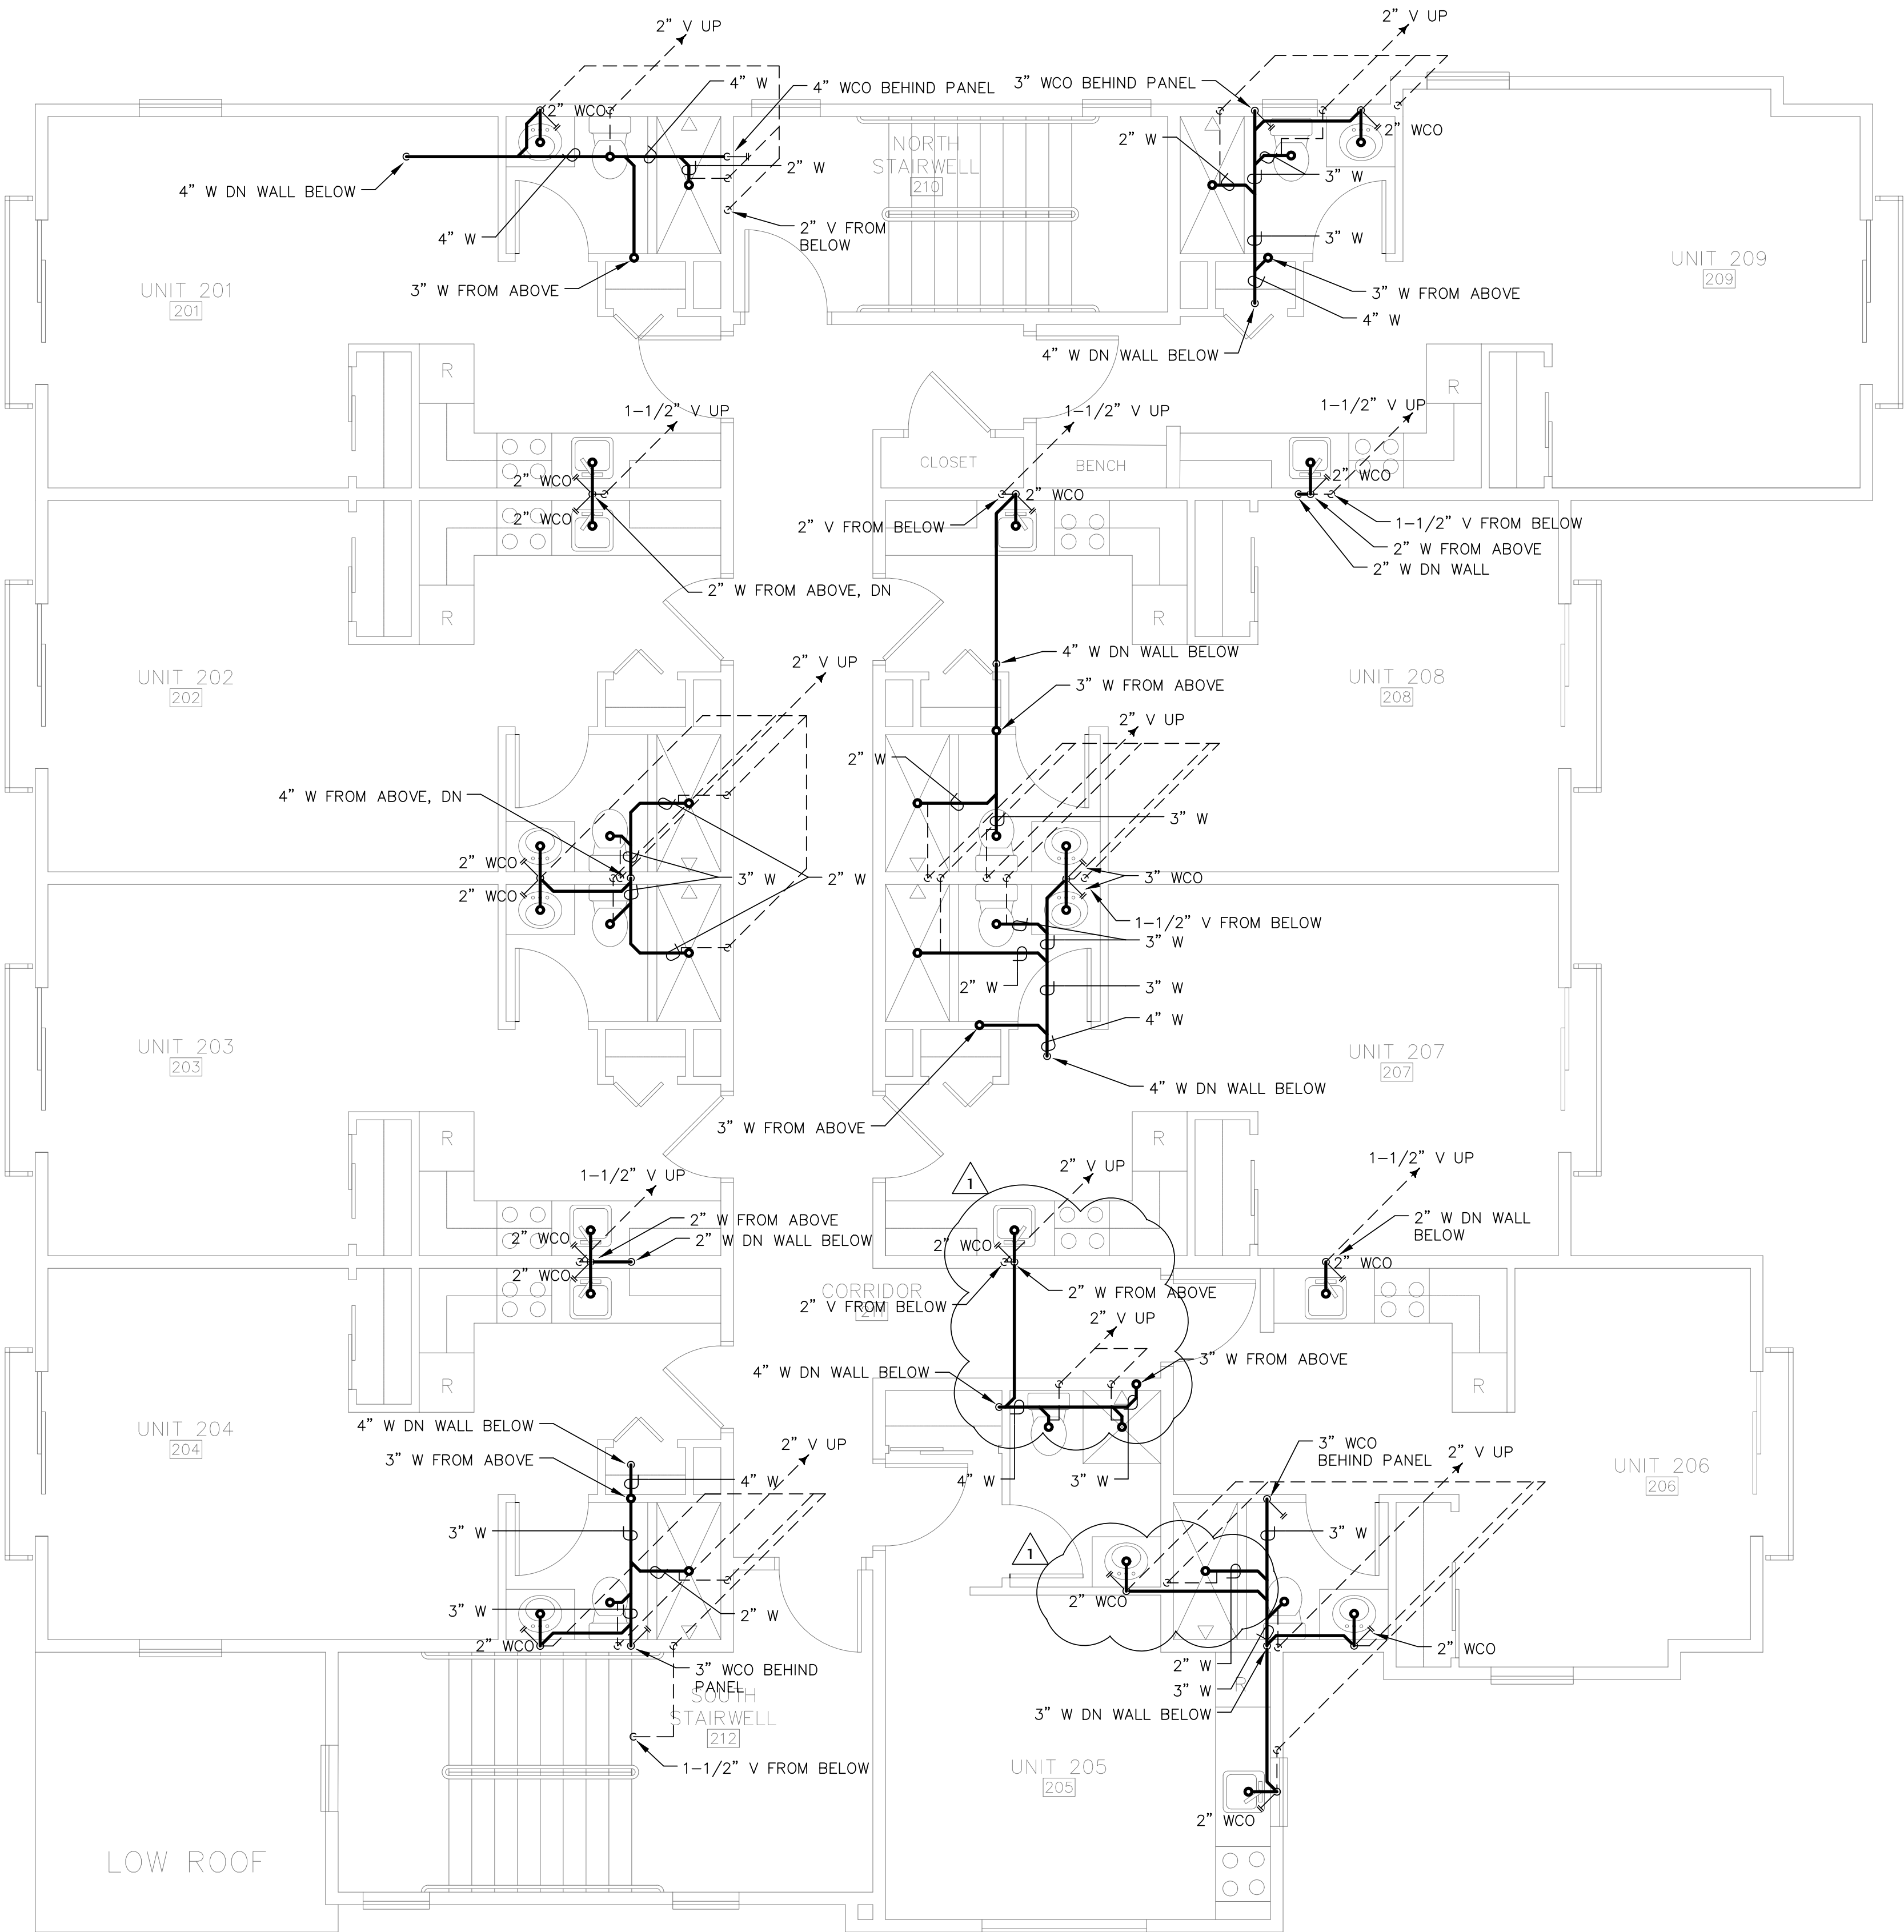 2” V UP
2” V UP
4” W
4” WCO BEHIND PANEL
3” WCO BEHIND PANEL
2” WCO
2” WCO
NORTH
STAIRWELL
210
2” W
2” W
4” W DN WALL BELOW
3” W
4” W
2” V FROM
BELOW
3” W
UNIT 209
209
UNIT 201
201
3” W FROM ABOVE
3” W FROM ABOVE
4” W
4” W DN WALL BELOW
R
R
1-1/2” V UP
1-1/2” V UP
1-1/2” V UP
CLOSET
BENCH
2” WCO
2” WCO
2” WCO
2” WCO
2” V FROM BELOW
1-1/2” V FROM BELOW
2” W FROM ABOVE
2” W DN WALL
2” W FROM ABOVE, DN
R
R
4” W DN WALL BELOW
2” V UP
3” W FROM ABOVE
UNIT 202
202
UNIT 208
208
2” V UP
2” W
4” W FROM ABOVE, DN
3” W
2” WCO
3” W
2” W
3” WCO
2” WCO
1-1/2” V FROM BELOW
3” W
2” W
3” W
4” W
UNIT 203
203
UNIT 207
207
4” W DN WALL BELOW
3” W FROM ABOVE
R
R
1-1/2” V UP
1
2” V UP
1-1/2” V UP
2” W FROM ABOVE
2” W DN WALL
BELOW
2” WCO
2” W DN WALL BELOW
2” WCO
2” WCO
2” WCO
CORRIDOR
211
2” V FROM BELOW
2” W FROM ABOVE
2” V UP
4” W DN WALL BELOW
3” W FROM ABOVE
R
R
UNIT 204
204
4” W DN WALL BELOW
2” V UP
3” WCO
BEHIND PANEL
2” V UP
3” W FROM ABOVE
4” W
4” W
3” W
UNIT 206
206
3” W
3” W
1
2” WCO
3” W
2” W
2” WCO
2” WCO
2” W
3” WCO BEHIND
PANEL
3” W
R
SOUTH
STAIRWELL
212
3” W DN WALL BELOW
1-1/2” V FROM BELOW
UNIT 205
205
2” WCO
LOW ROOF